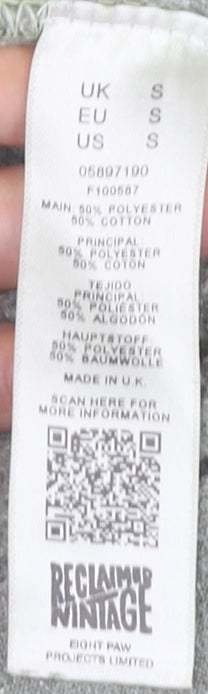 UK S
EU S
US S
05897190
F100587
MAIN: 50% POLYESTER
50% COTTON
PRINCIPAL:
50% POLYESTER
50% COTON
TEJIDO
PRINCIPAL:
50% POLIÉSTER
50% ALGODÓN
HAUPTSTOFF:
50% POLYESTER
50% BAUMWOLLE
MADE IN U.K.
SCAN HERE FOR
MORE INFORMATION
RECLAIMED
VINTAGE
EIGHT PAW
PROJECTS LIMITED